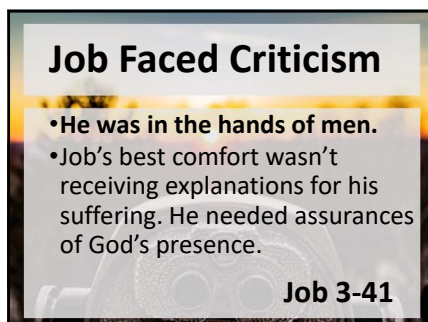 Job Faced Criticism
•He was in the hands of men.
•Job’s best comfort wasn’t
receiving explanations for his
suffering. He needed assurances
of God’s presence.
Job 3-41